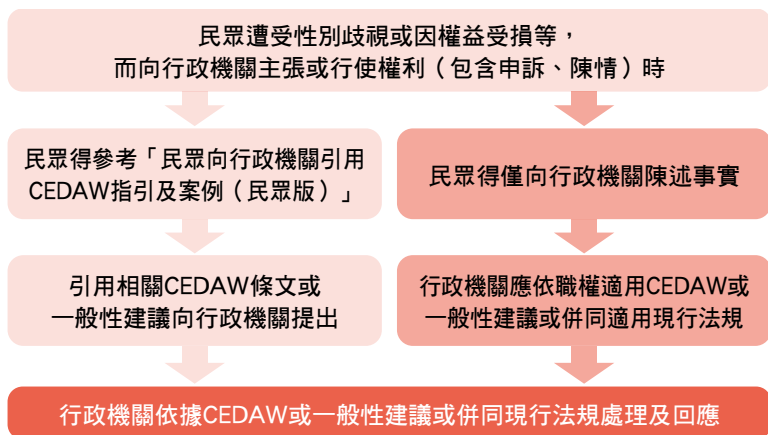 民眾遭受性別歧視或因權益受損等，
而向行政機關主張或行使權利（包含申訴、陳情）時
民眾得參考「民眾向行政機關引用
CEDAW指引及案例（民眾版）」
引用相關CEDAW條文或
一般性建議向行政機關提出
民眾得僅向行政機關陳述事實
行政機關應依職權適用CEDAW或
一般性建議或併同適用現行法規
行政機關依據CEDAW或一般性建議或併同現行法規處理及回應